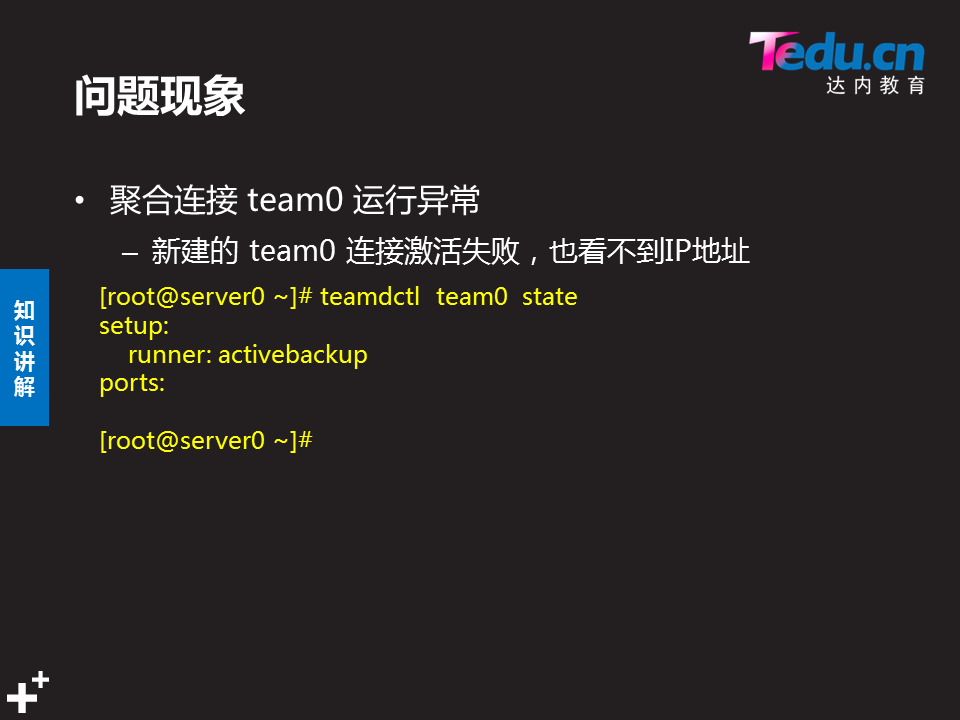 Tedu.cn
达内教育
问题现象
• 聚合连接 team0 运行异常
– 新建的 team0 连接激活失败，也看不到IP地址
[root@server0 ~]# teamdctl team0 state
setup:
runner: activebackup
ports:
[root@server0 ~]#
知
识
讲
解